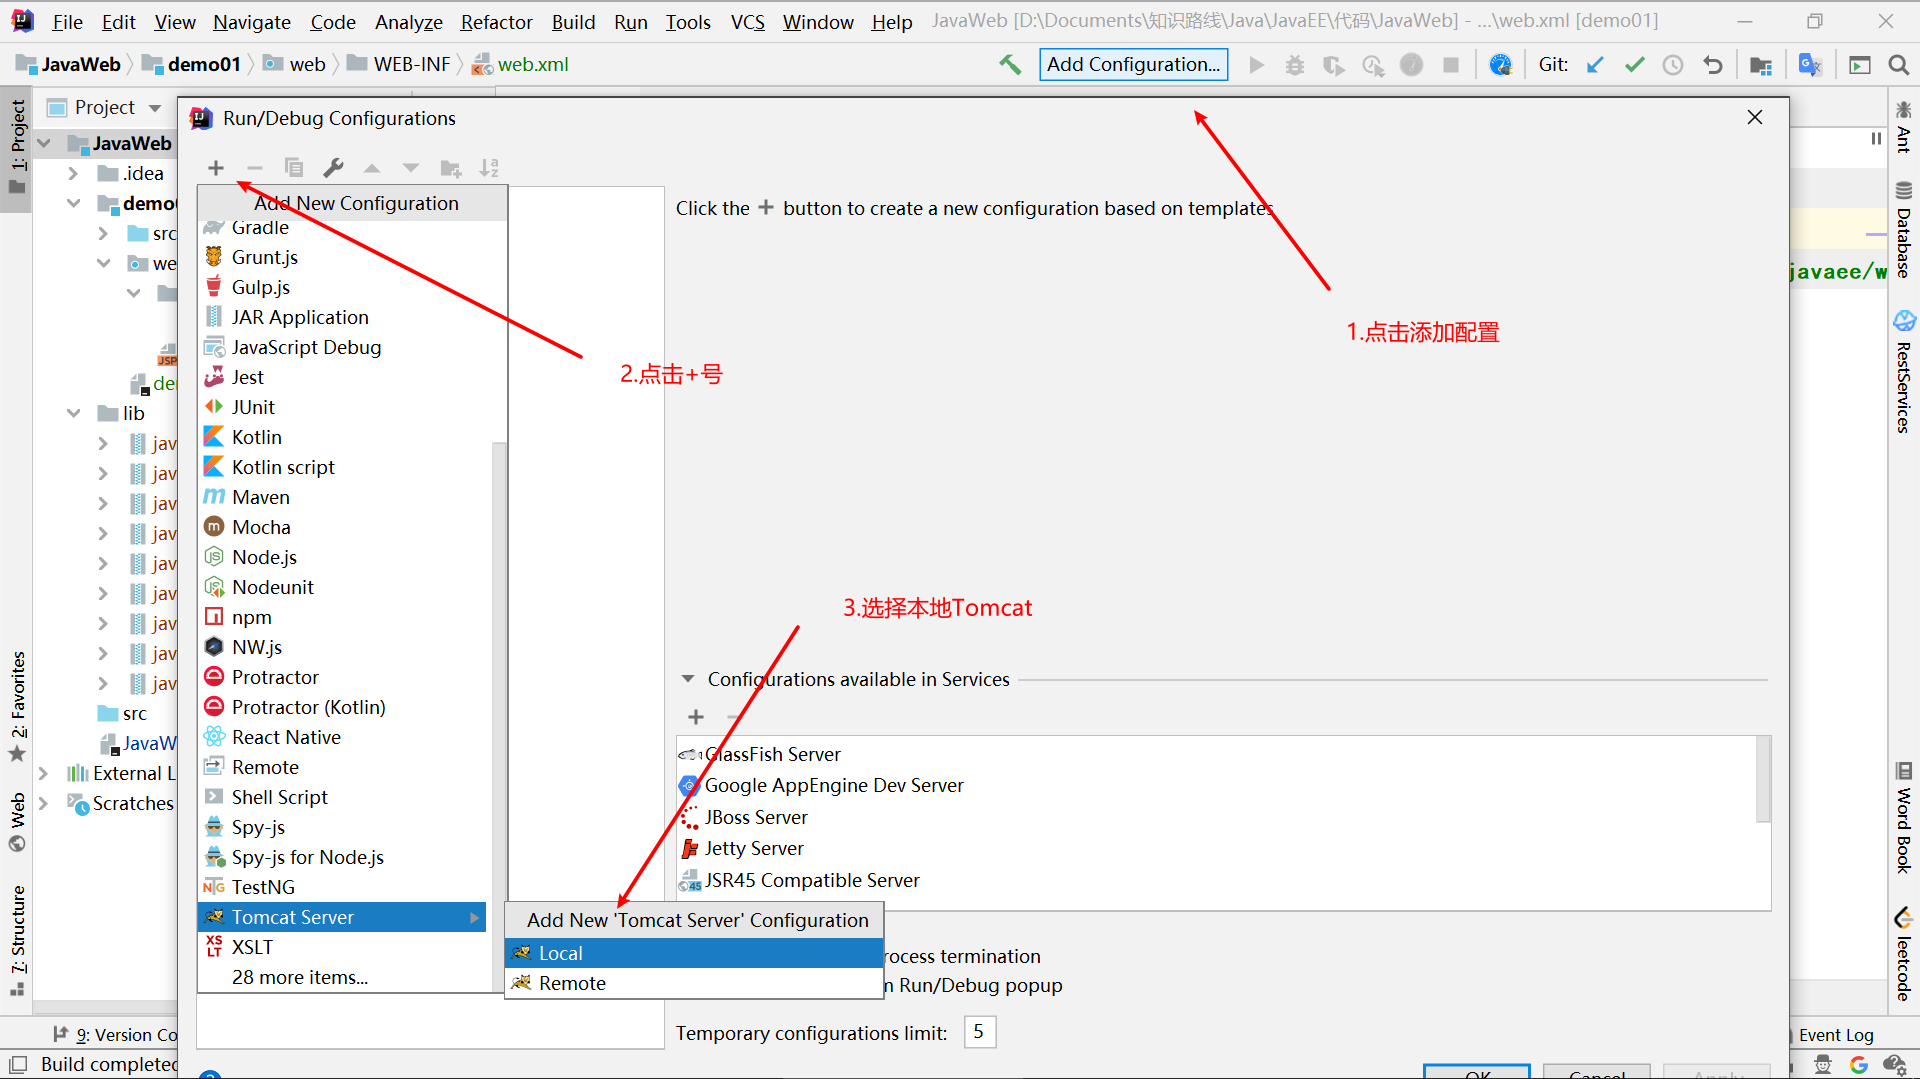 File Edit View Navigate Code Analyze Refactor Build Run Tools VCS Window Help JavaWeb [D:\Documents\知识路线\Java\JavaEE\代码\JavaWeb] - ...\web.xml [demo01]
JavaWeb demo01 web WEB-INF web.xml Add Configuration... Git:
1: Project
2: Favorites
Web
7: Structure
Project
JavaWeb
.idea
demo
src
we
JSP
de
lib
jav
jav
jav
jav
jav
jav
jav
jav
jav
src
JavaW
External L
Scratches
Run/Debug Configurations
Add New Configuration
Gradle
Grunt.js
Gulp.js
JAR Application
JavaScript Debug
Jest
JUnit
Kotlin
Kotlin script
Maven
Mocha
Node.js
Nodeunit
npm
NW.js
Protractor
Protractor (Kotlin)
React Native
Remote
Shell Script
Spy-js
Spy-js for Node.js
TestNG
Tomcat Server
XSLT
28 more items...
Click the + button to create a new configuration based on templates
1.点击添加配置
2.点击+号
3.选择本地Tomcat
Configurations available in Services
GlassFish Server
Google AppEngine Dev Server
JBoss Server
Jetty Server
JSR45 Compatible Server
Add New 'Tomcat Server' Configuration
Local
Remote
rocess termination
n Run/Debug popup
Temporary configurations limit: 5
OK Cancel Apply
javaee/w
Ant
Database
RestServices
Word Book
leetcode
9: Version Co
Event Log
Build completed